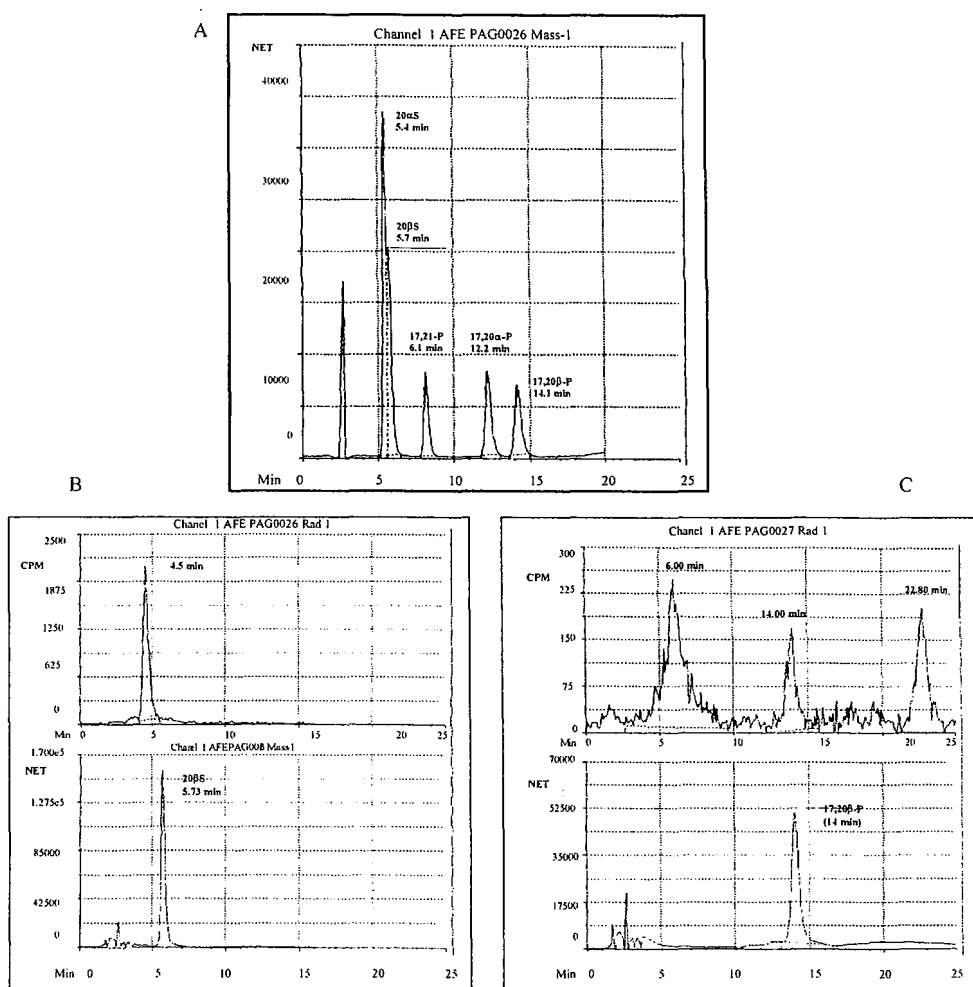 A
Channel 1 AFE PAG0026 Mass-1
NET
40000
20αS
5.4 min
30000
20βS
5.7 min
20000
17,21-P
6.1 min
17,20α-P
12.2 min
10000
17,20β-P
14.1 min
0
Min 0 5 10 15 20 25
B
C
Chanel 1 AFE PAG0026 Rad 1
2500
CPM
4.5 min
1875
1250
625
0
Min 0 5 10 15 20 25
Charel 1 AFEPAG008 Mass1
1.700e5
NET
20βS
5.73 min
1.275e5
85000
42500
0
Min 0 5 10 15 20 25
Chanel 1 AFE PAG0027 Rad 1
300
CPM
6.00 min
22.80 min
225
14.00 min
150
75
0
Min 0 5 10 15 20 25
70000
NET
17,20β-P
(14 min)
52500
35000
17500
0
Min 0 5 10 15 20 25